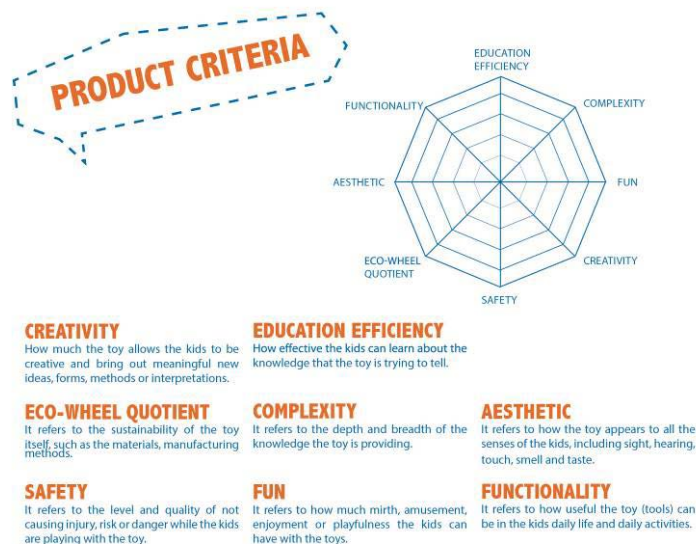 PRODUCT CRITERIA
EDUCATION
EFFICIENCY
FUNCTIONALITY
COMPLEXITY
AESTHETIC
FUN
ECO-WHEEL
QUOTIENT
CREATIVITY
SAFETY
CREATIVITY
How much the toy allows the kids to be
creative and bring out meaningful new
ideas, forms, methods or interpretations.
EDUCATION EFFICIENCY
How effective the kids can learn about the
knowledge that the toy is trying to tell.
ECO-WHEEL QUOTIENT
It refers to the sustainability of the toy
itself, such as the materials, manufacturing
methods.
COMPLEXITY
It refers to the depth and breadth of the
knowledge the toy is providing.
AESTHETIC
It refers to how the toy appears to all the
senses of the kids, including sight, hearing,
touch, smell and taste.
SAFETY
It refers to the level and quality of not
causing injury, risk or danger while the kids
are playing with the toy.
FUN
It refers to how much mirth, amusement,
enjoyment or playfulness the kids can
have with the toys.
FUNCTIONALITY
It refers to how useful the toy (tools) can
be in the kids daily life and daily activities.